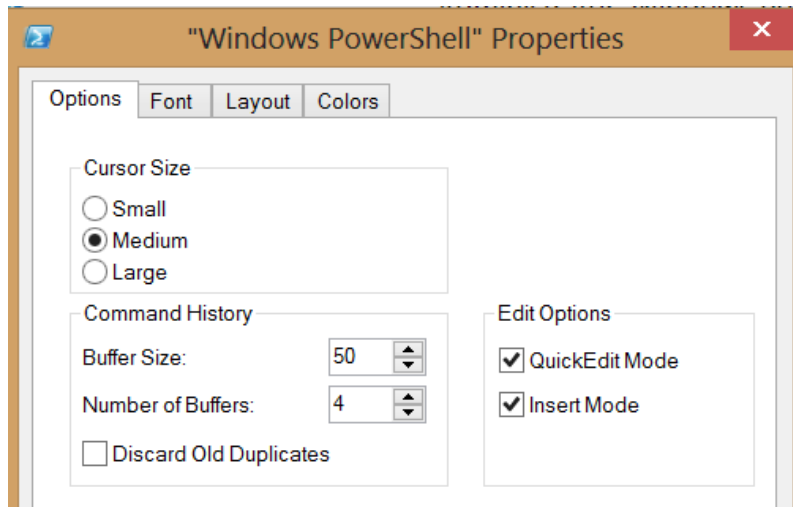 "Windows PowerShell" Properties
Options Font Layout Colors
Cursor Size
Small
Medium
Large
Command History
Buffer Size: 50
Number of Buffers: 4
Discard Old Duplicates
Edit Options
QuickEdit Mode
Insert Mode